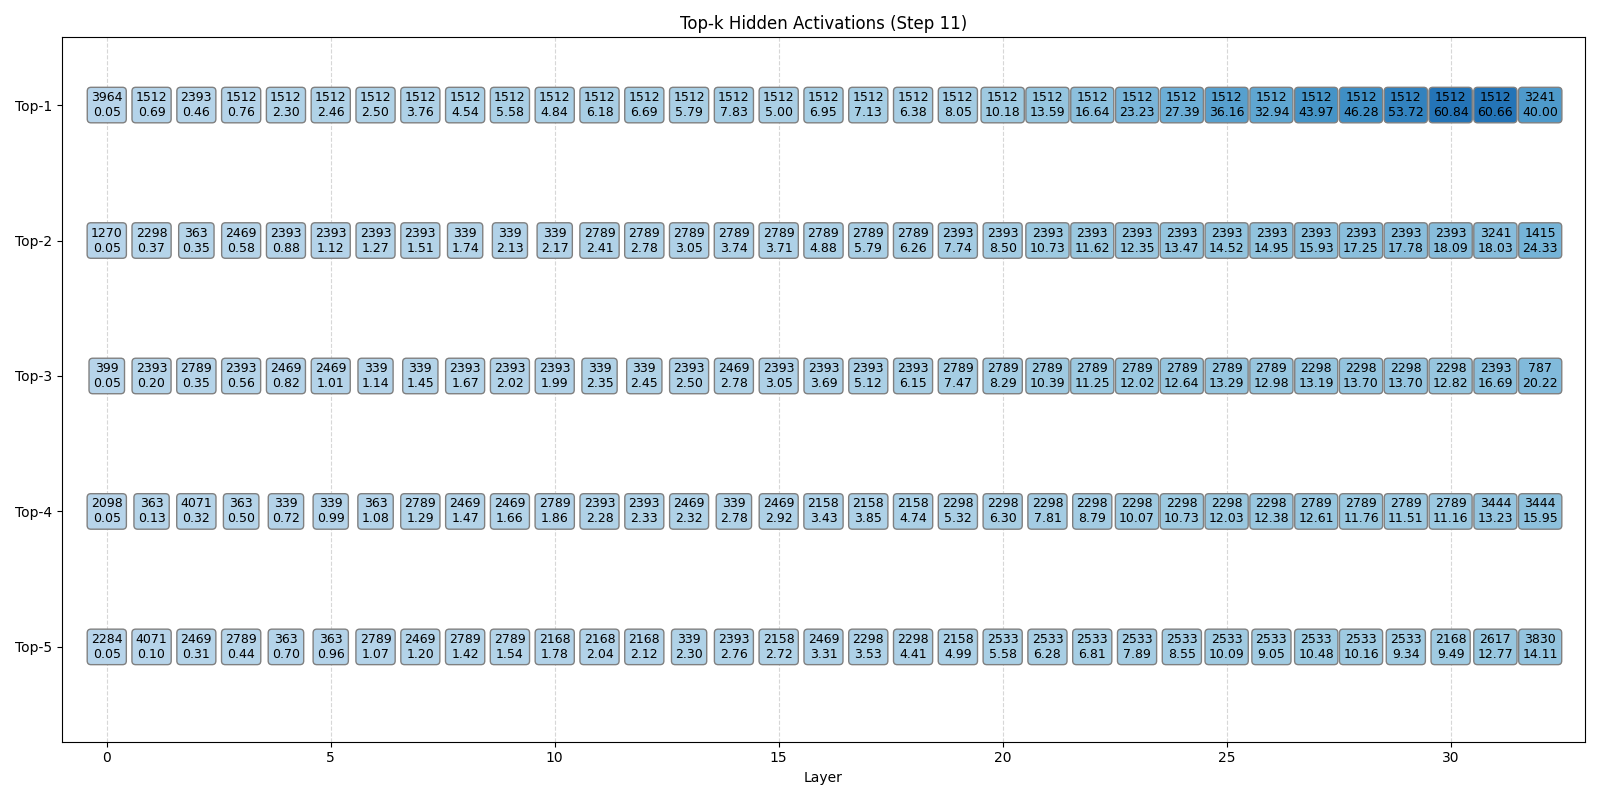 Top-k Hidden Activations (Step 11)
Top-1
3964 1512 2393 1512 1512 1512 1512 1512 1512 1512 1512 1512 1512 1512 1512 1512 1512 1512 1512 1512 1512 1512 1512 1512 1512 1512 1512 1512 1512 1512 1512 1512 3241
0.05 0.69 0.46 0.76 2.30 2.46 2.50 3.76 4.54 5.58 4.84 6.18 6.69 5.79 7.83 5.00 6.95 7.13 6.38 8.05 10.18 13.59 16.64 23.23 27.39 36.16 32.94 43.97 46.28 53.72 60.84 60.66 40.00
Top-2
1270 2298 363 2469 2393 2393 2393 2393 339 339 339 2789 2789 2789 2789 2789 2789 2789 2789 2393 2393 2393 2393 2393 2393 2393 2393 2393 2393 2393 2393 3241 1415
0.05 0.37 0.35 0.58 0.88 1.12 1.27 1.51 1.74 2.13 2.17 2.41 2.78 3.05 3.74 3.71 4.88 5.79 6.26 7.74 8.50 10.73 11.62 12.35 13.47 14.52 14.95 15.93 17.25 17.78 18.09 18.03 24.33
Top-3
399 2393 2789 2393 2469 2469 339 339 2393 2393 2393 339 339 2393 2469 2393 2393 2393 2393 2789 2789 2789 2789 2789 2789 2789 2789 2298 2298 2298 2298 2393 787
0.05 0.20 0.35 0.56 0.82 1.01 1.14 1.45 1.67 2.02 1.99 2.35 2.45 2.50 2.78 3.05 3.69 5.12 6.15 7.47 8.29 10.39 11.25 12.02 12.64 13.29 12.98 13.19 13.70 13.70 12.82 16.69 20.22
Top-4
2098 363 4071 363 339 339 363 2789 2469 2469 2789 2393 2393 2469 339 2469 2158 2158 2158 2298 2298 2298 2298 2298 2298 2298 2298 2789 2789 2789 2789 3444 3444
0.05 0.13 0.32 0.50 0.72 0.99 1.08 1.29 1.47 1.66 1.86 2.28 2.33 2.32 2.78 2.92 3.43 3.85 4.74 5.32 6.30 7.81 8.79 10.07 10.73 12.03 12.38 12.61 11.76 11.51 11.16 13.23 15.95
Top-5
2284 4071 2469 2789 363 363 2789 2469 2789 2789 2168 2168 2168 339 2393 2158 2469 2298 2298 2158 2533 2533 2533 2533 2533 2533 2533 2533 2533 2533 2168 2617 3830
0.05 0.10 0.31 0.44 0.70 0.96 1.07 1.20 1.42 1.54 1.78 2.04 2.12 2.30 2.76 2.72 3.31 3.53 4.41 4.99 5.58 6.28 6.81 7.89 8.55 10.09 9.05 10.48 10.16 9.34 9.49 12.77 14.11
0 5 10 15 20 25 30
Layer